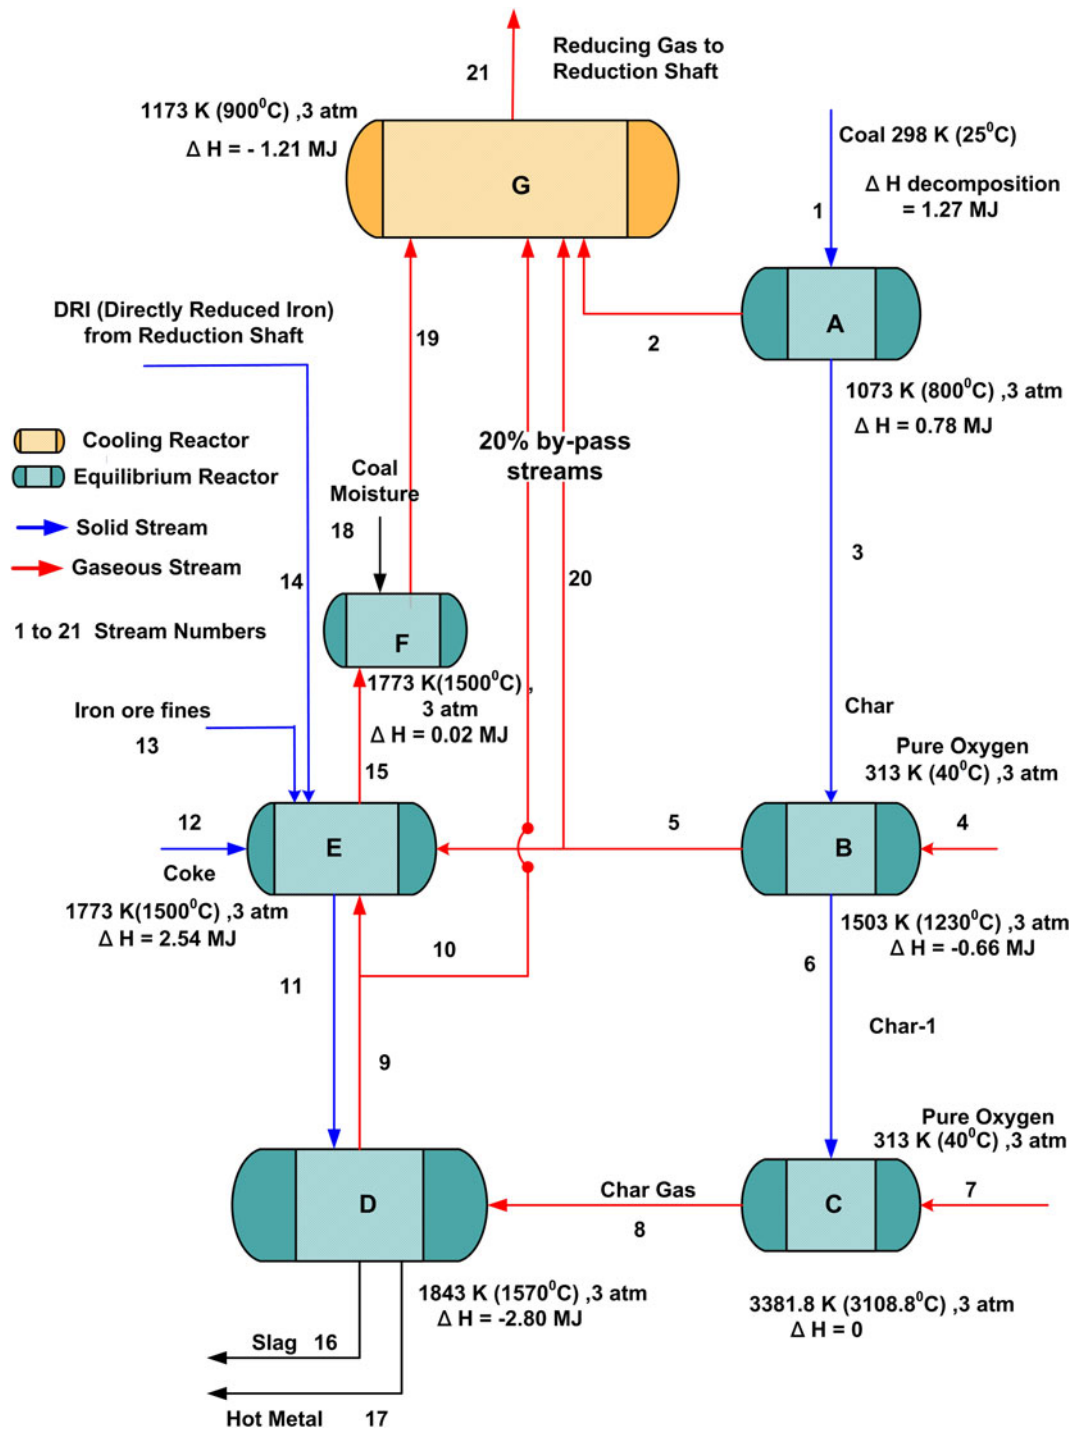 21
Reducing Gas to
Reduction Shaft
1173 K (900⁰C) ,3 atm
Δ H = - 1.21 MJ
G
Coal 298 K (25⁰C)
Δ H decomposition
= 1.27 MJ
1
A
1073 K (800⁰C) ,3 atm
Δ H = 0.78 MJ
2
DRI (Directly Reduced Iron)
from Reduction Shaft
19
Cooling Reactor
Equilibrium Reactor
Solid Stream
Gaseous Stream
1 to 21 Stream Numbers
20% by-pass
streams
Coal
Moisture
18
3
14
20
F
1773 K(1500⁰C) ,
3 atm
Δ H = 0.02 MJ
Iron ore fines
13
15
Char
Pure Oxygen
313 K (40⁰C) ,3 atm
12
Coke
E
5
B
4
1773 K(1500⁰C) ,3 atm
Δ H = 2.54 MJ
1503 K (1230⁰C) ,3 atm
Δ H = -0.66 MJ
10
6
11
Char-1
9
Pure Oxygen
313 K (40⁰C) ,3 atm
D
Char Gas
8
C
7
1843 K (1570⁰C) ,3 atm
Δ H = -2.80 MJ
3381.8 K (3108.8⁰C) ,3 atm
Δ H = 0
Slag 16
Hot Metal 17